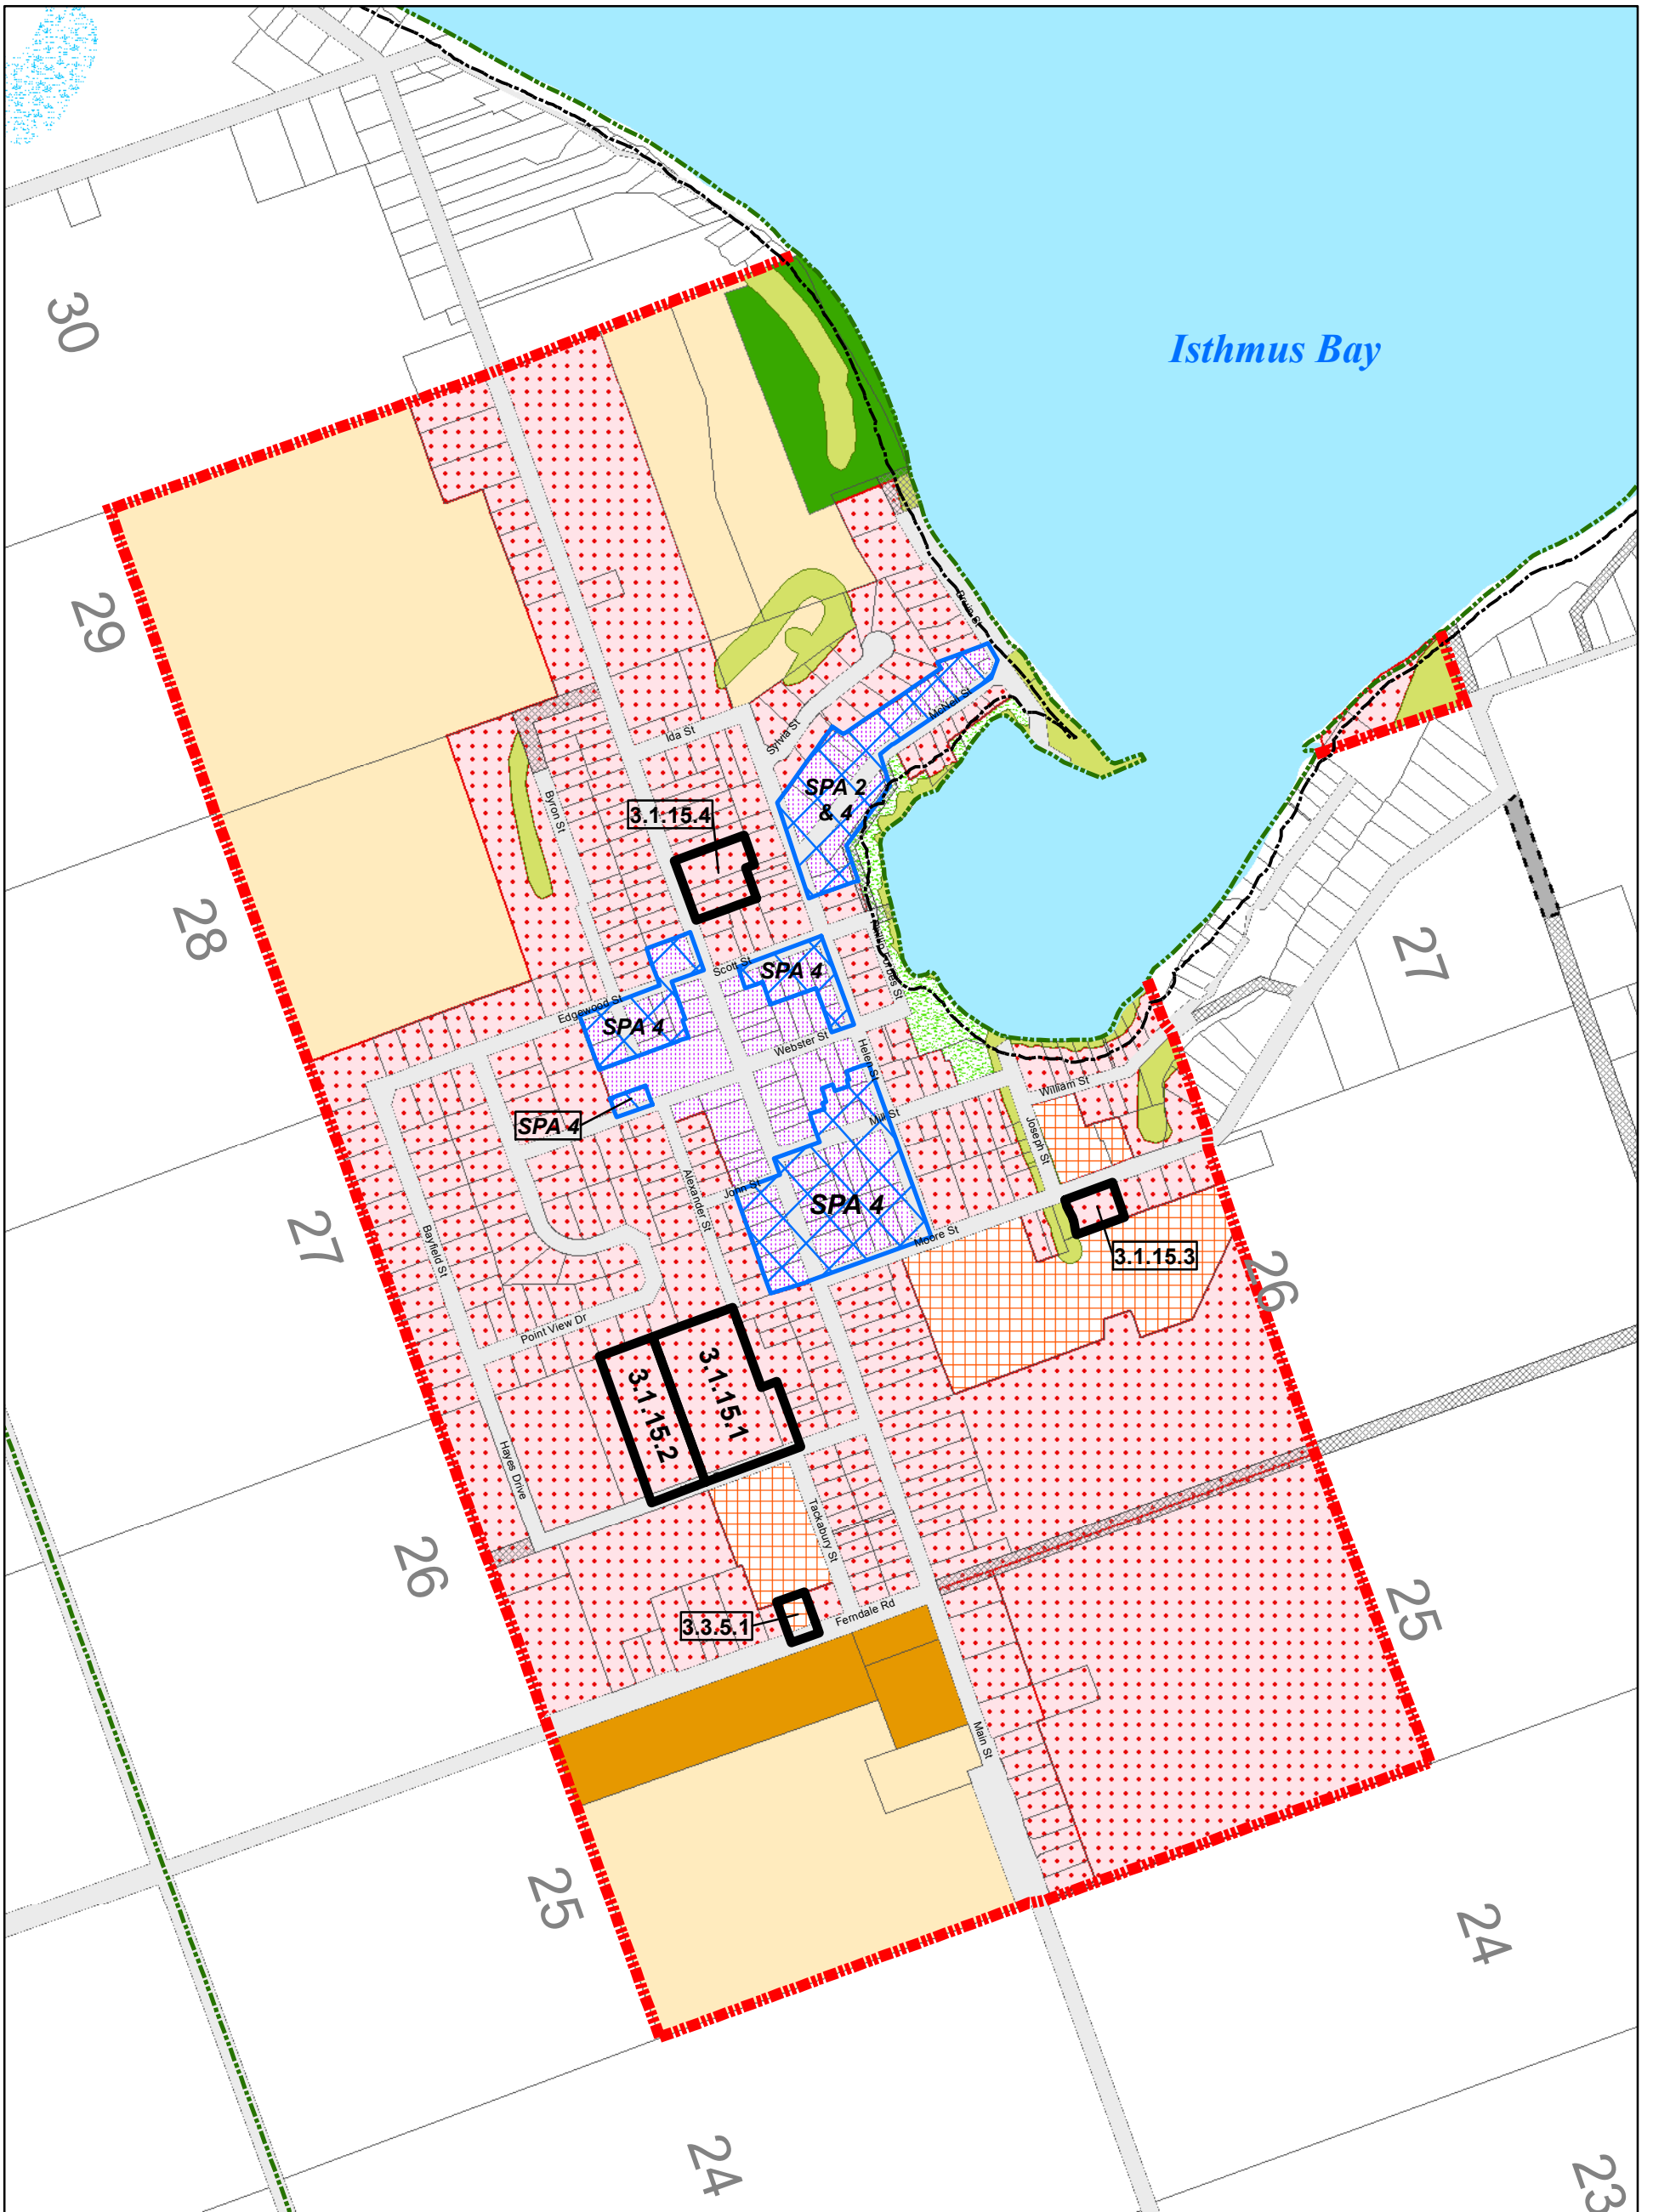 30
Isthmus Bay
29
Bruin St
McNeil St
Ida St
Sylvia St
SPA 2
& 4
Byron St
3.1.15.4
28
27
Scott St
SPA 4
Edgewood St
SPA 4
Webster St
Helen St
William St
SPA 4
Mill St
Joseph St
Alexander St
John St
SPA 4
27
Bayfield St
Moore St
3.1.15.3
26
Point View Dr
3.1.15.1
3.1.15.2
Hayes Drive
Tackabury St
26
25
Ferndale Rd
3.3.5.1
Main St
25
24
24
23